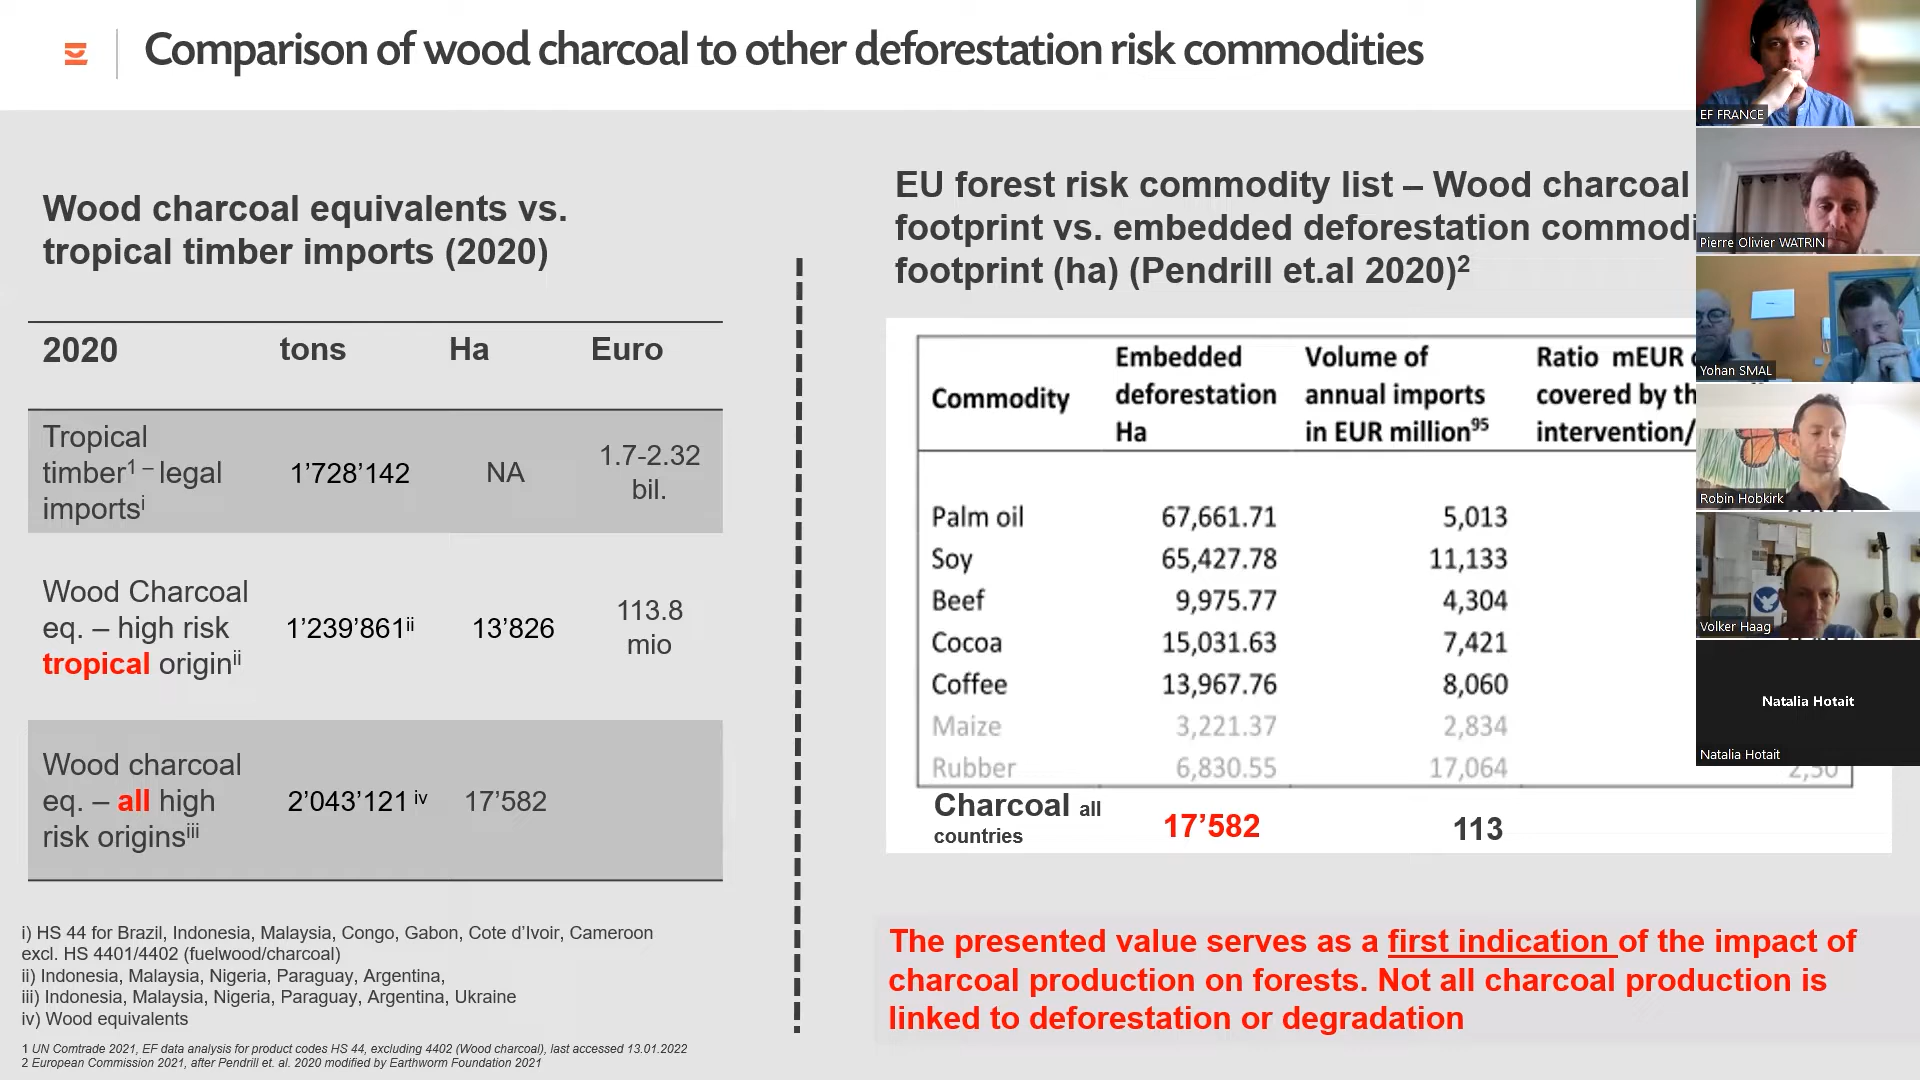 Comparison of wood charcoal to other deforestation risk commodities
Wood charcoal equivalents vs.
tropical timber imports (2020)
2020 tons Ha Euro
Tropical
timber¹ – legal
importsⁱ
1’728’142 NA 1.7-2.32
bil.
Wood Charcoal
eq. – high risk
tropical originⁱⁱ
1’239’861ⁱⁱ 13’826 113.8
mio
Wood charcoal
eq. – all high
risk originsⁱⁱⁱ
2’043’121 ⁱᵛ 17’582
i) HS 44 for Brazil, Indonesia, Malaysia, Congo, Gabon, Cote d’Ivoir, Cameroon
excl. HS 4401/4402 (fuelwood/charcoal)
ii) Indonesia, Malaysia, Nigeria, Paraguay, Argentina,
iii) Indonesia, Malaysia, Nigeria, Paraguay, Argentina, Ukraine
iv) Wood equivalents
1 UN Comtrade 2021, EF data analysis for product codes HS 44, excluding 4402 (Wood charcoal), last accessed 13.01.2022
2 European Commission 2021, after Pendrill et. al. 2020 modified by Earthworm Foundation 2021
EU forest risk commodity list – Wood charcoal
footprint vs. embedded deforestation commodi
footprint (ha) (Pendrill et.al 2020)²
Commodity
Embedded
deforestation
Ha
Volume of
annual imports
in EUR million⁹⁵
Ratio mEUR
covered by th
intervention/
Palm oil 67,661.71 5,013
Soy 65,427.78 11,133
Beef 9,975.77 4,304
Cocoa 15,031.63 7,421
Coffee 13,967.76 8,060
Maize 3,221.37 2,834
Rubber 6,830.55 17,064 2,50
Charcoal all
countries
17’582 113
The presented value serves as a first indication of the impact of
charcoal production on forests. Not all charcoal production is
linked to deforestation or degradation
EF FRANCE
Pierre Olivier WATRIN
Yohan SMAL
Robin Hobkirk
Volker Haag
Natalia Hotait
Natalia Hotait